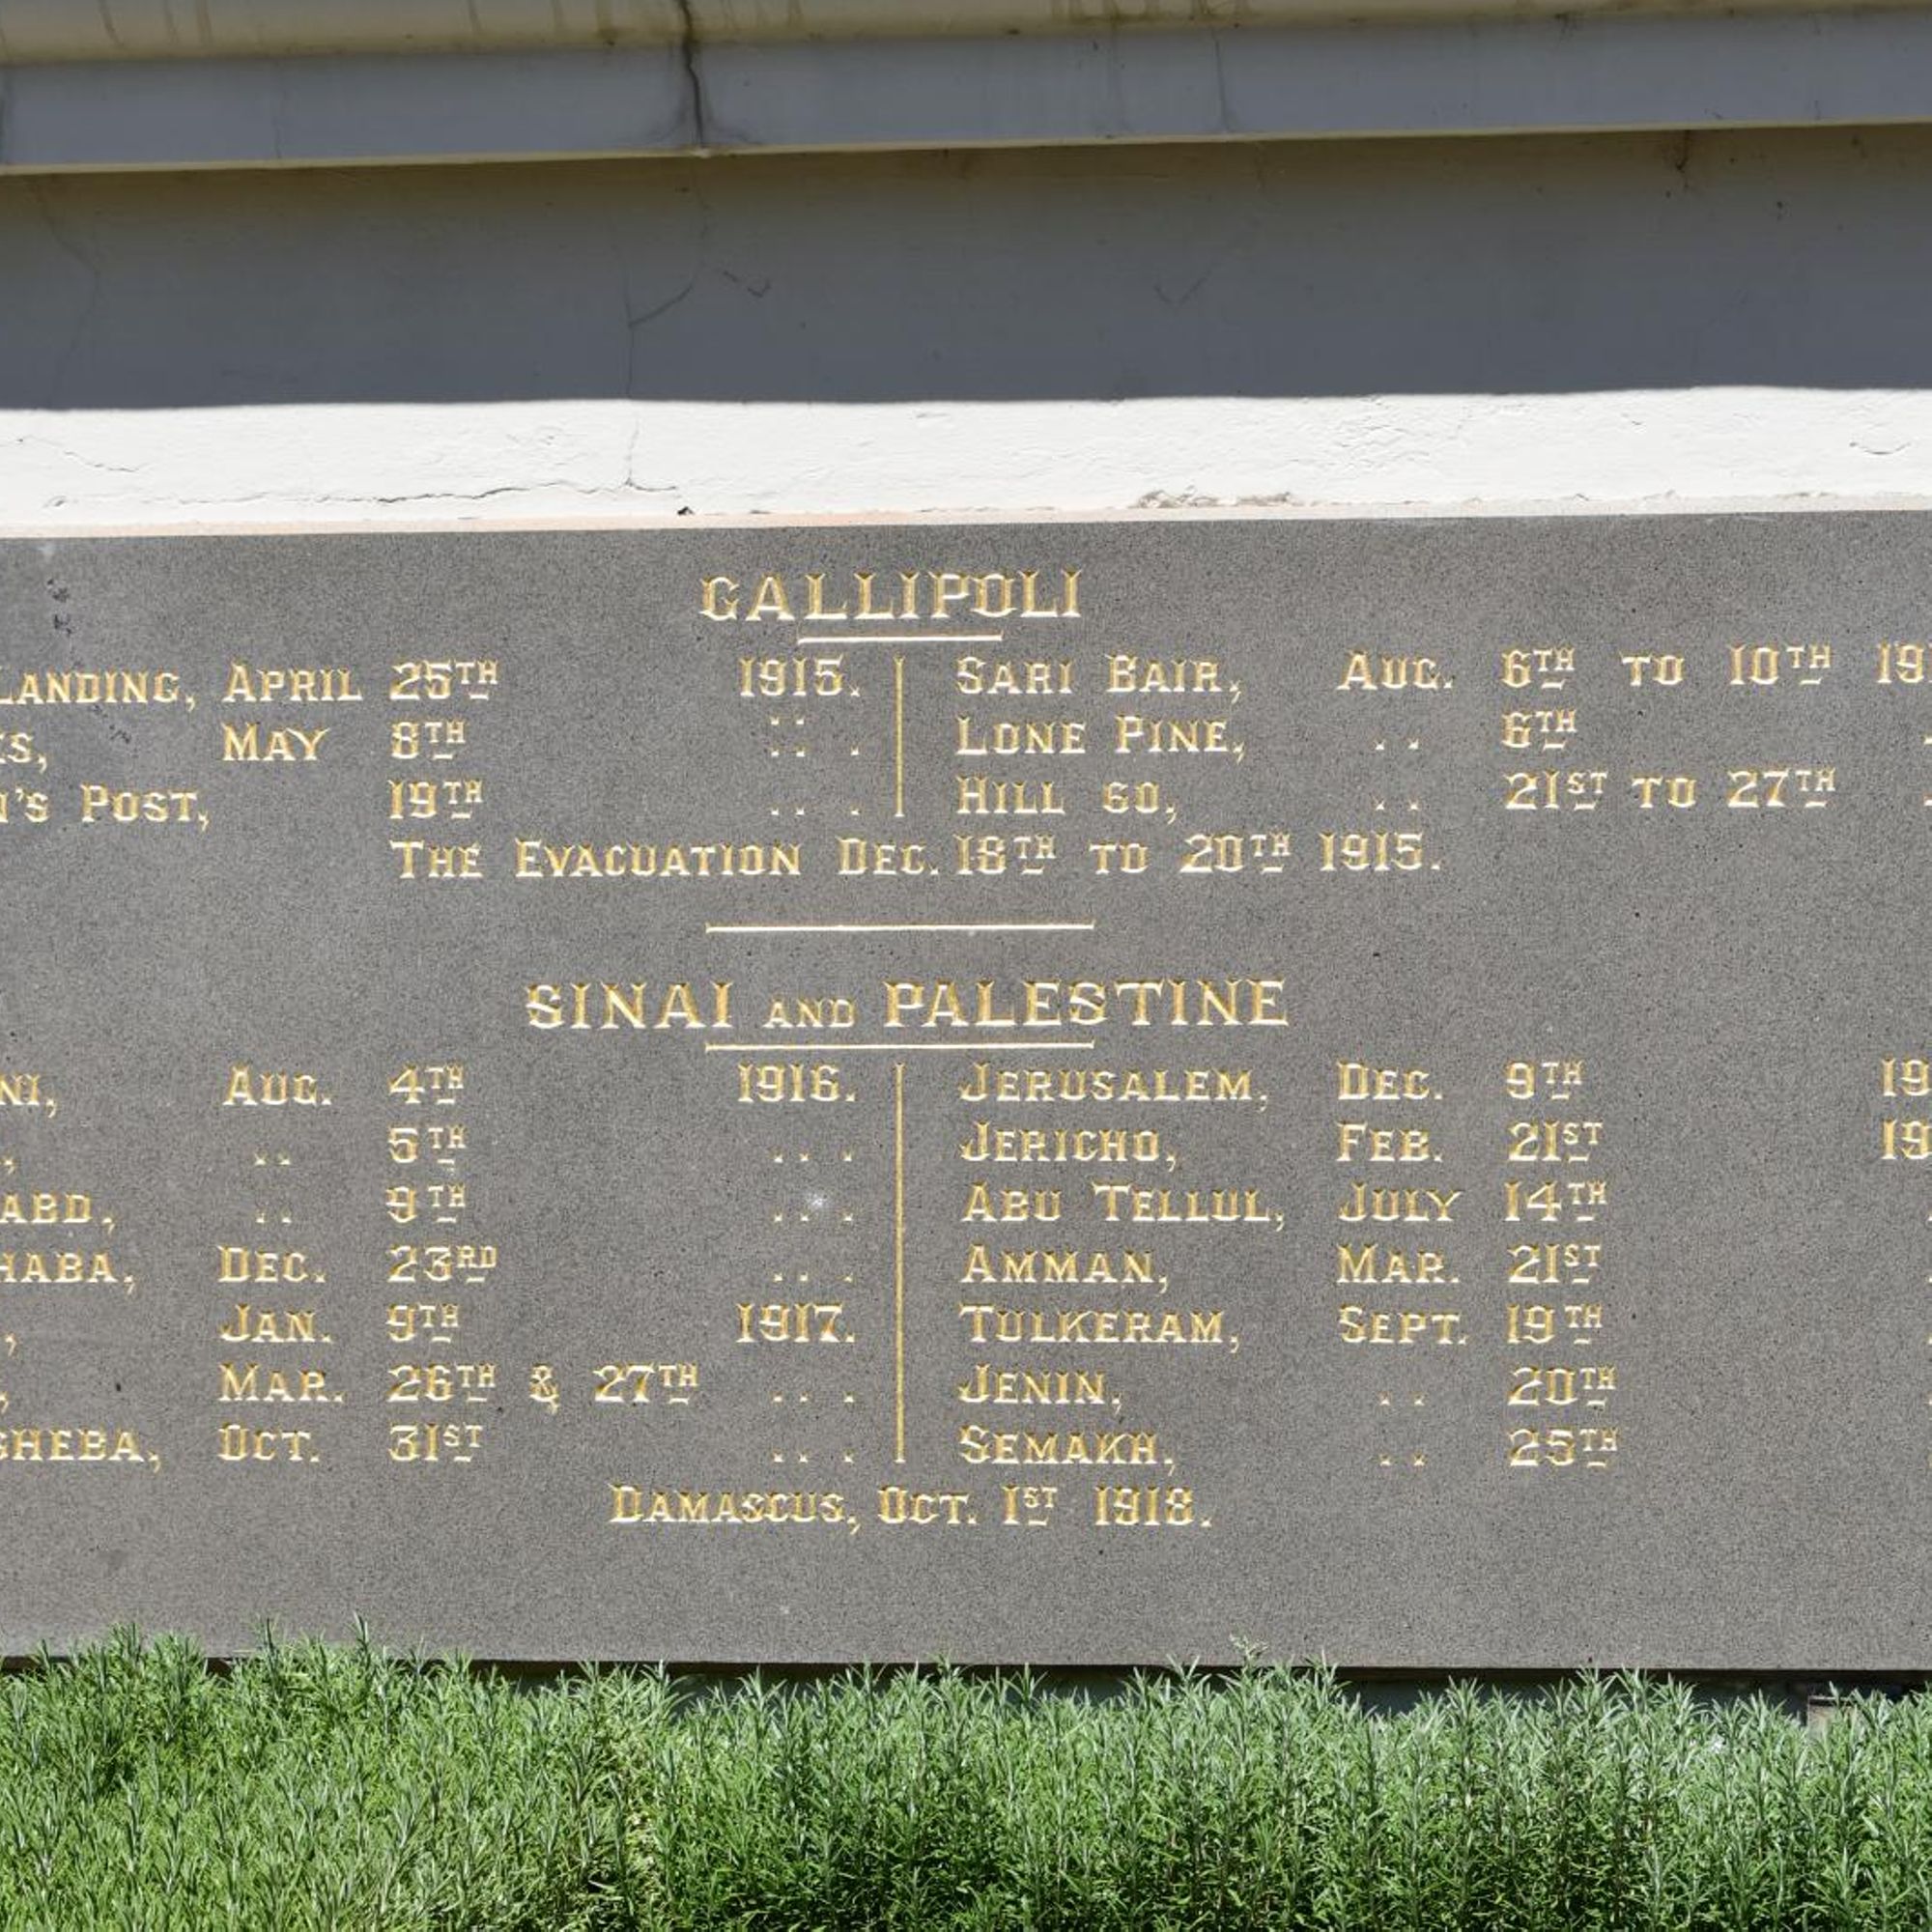 GALLIPOLI
LANDING, APRIL 25TH 1915. SARI BAIR, AUG. 6TH TO 10TH
MAY 8TH .. . LONE PINE, .. 6TH
POST, 19TH .. . HILL 60, .. 21ST TO 27TH
THE EVACUATION DEC. 18TH TO 20TH 1915.
SINAI AND PALESTINE
AUG. 4TH 1916. JERUSALEM, DEC. 9TH
.. 5TH .. . JERICHO, FEB. 21ST
ABD, .. 9TH .. . ABU TELLUL, JULY 14TH
DEC. 23RD .. . AMMAN, MAR. 21ST
JAN. 9TH 1917. TULKERAM, SEPT. 19TH
MAR. 26TH & 27TH .. . JENIN, .. 20TH
OCT. 31ST .. . SEMAKH, .. 25TH
DAMASCUS, OCT. 1ST 1918.